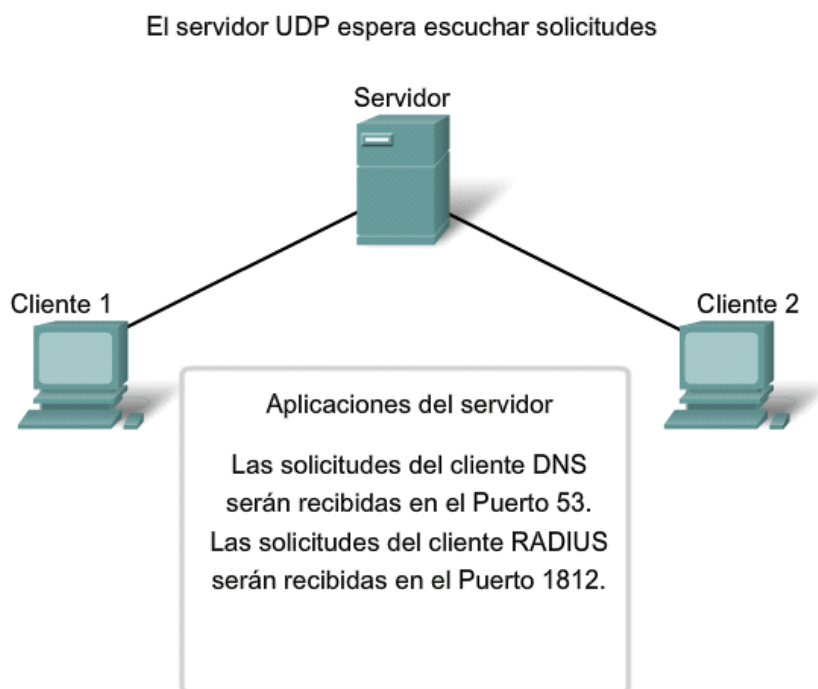 El servidor UDP espera escuchar solicitudes
Servidor
Cliente 1
Cliente 2
Aplicaciones del servidor
Las solicitudes del cliente DNS
serán recibidas en el Puerto 53.
Las solicitudes del cliente RADIUS
serán recibidas en el Puerto 1812.